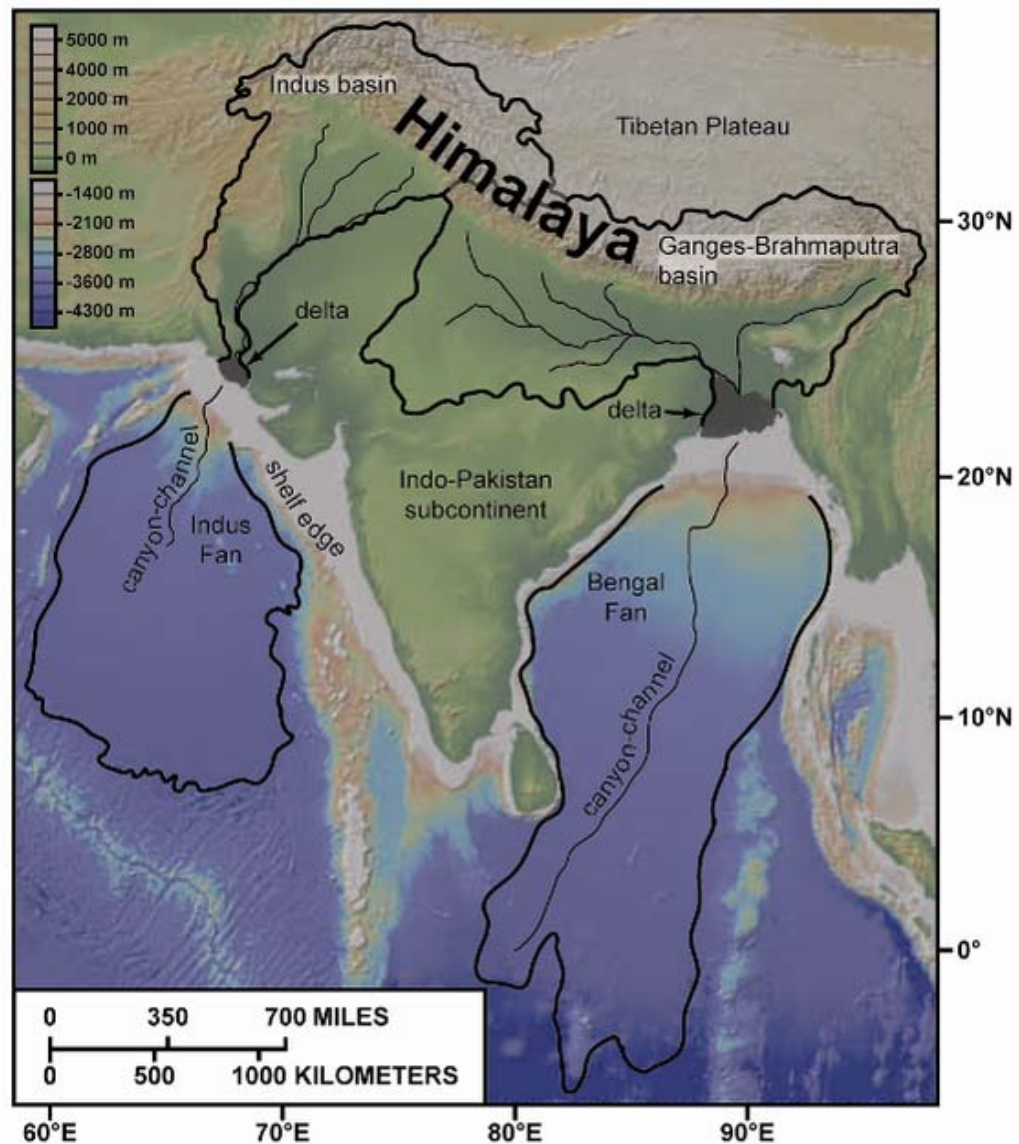 5000 m
4000 m
2000 m
1000 m
0 m
-1400 m
-2100 m
-2800 m
-3600 m
-4300 m
Indus basin
Himalaya
Tibetan Plateau
Ganges-Brahmaputra
basin
delta
delta
canyon-channel
shelf edge
Indus
Fan
Indo-Pakistan
subcontinent
Bengal
Fan
canyon-channel
30°N
20°N
10°N
0°
0 350 700 MILES
0 500 1000 KILOMETERS
60°E 70°E 80°E 90°E